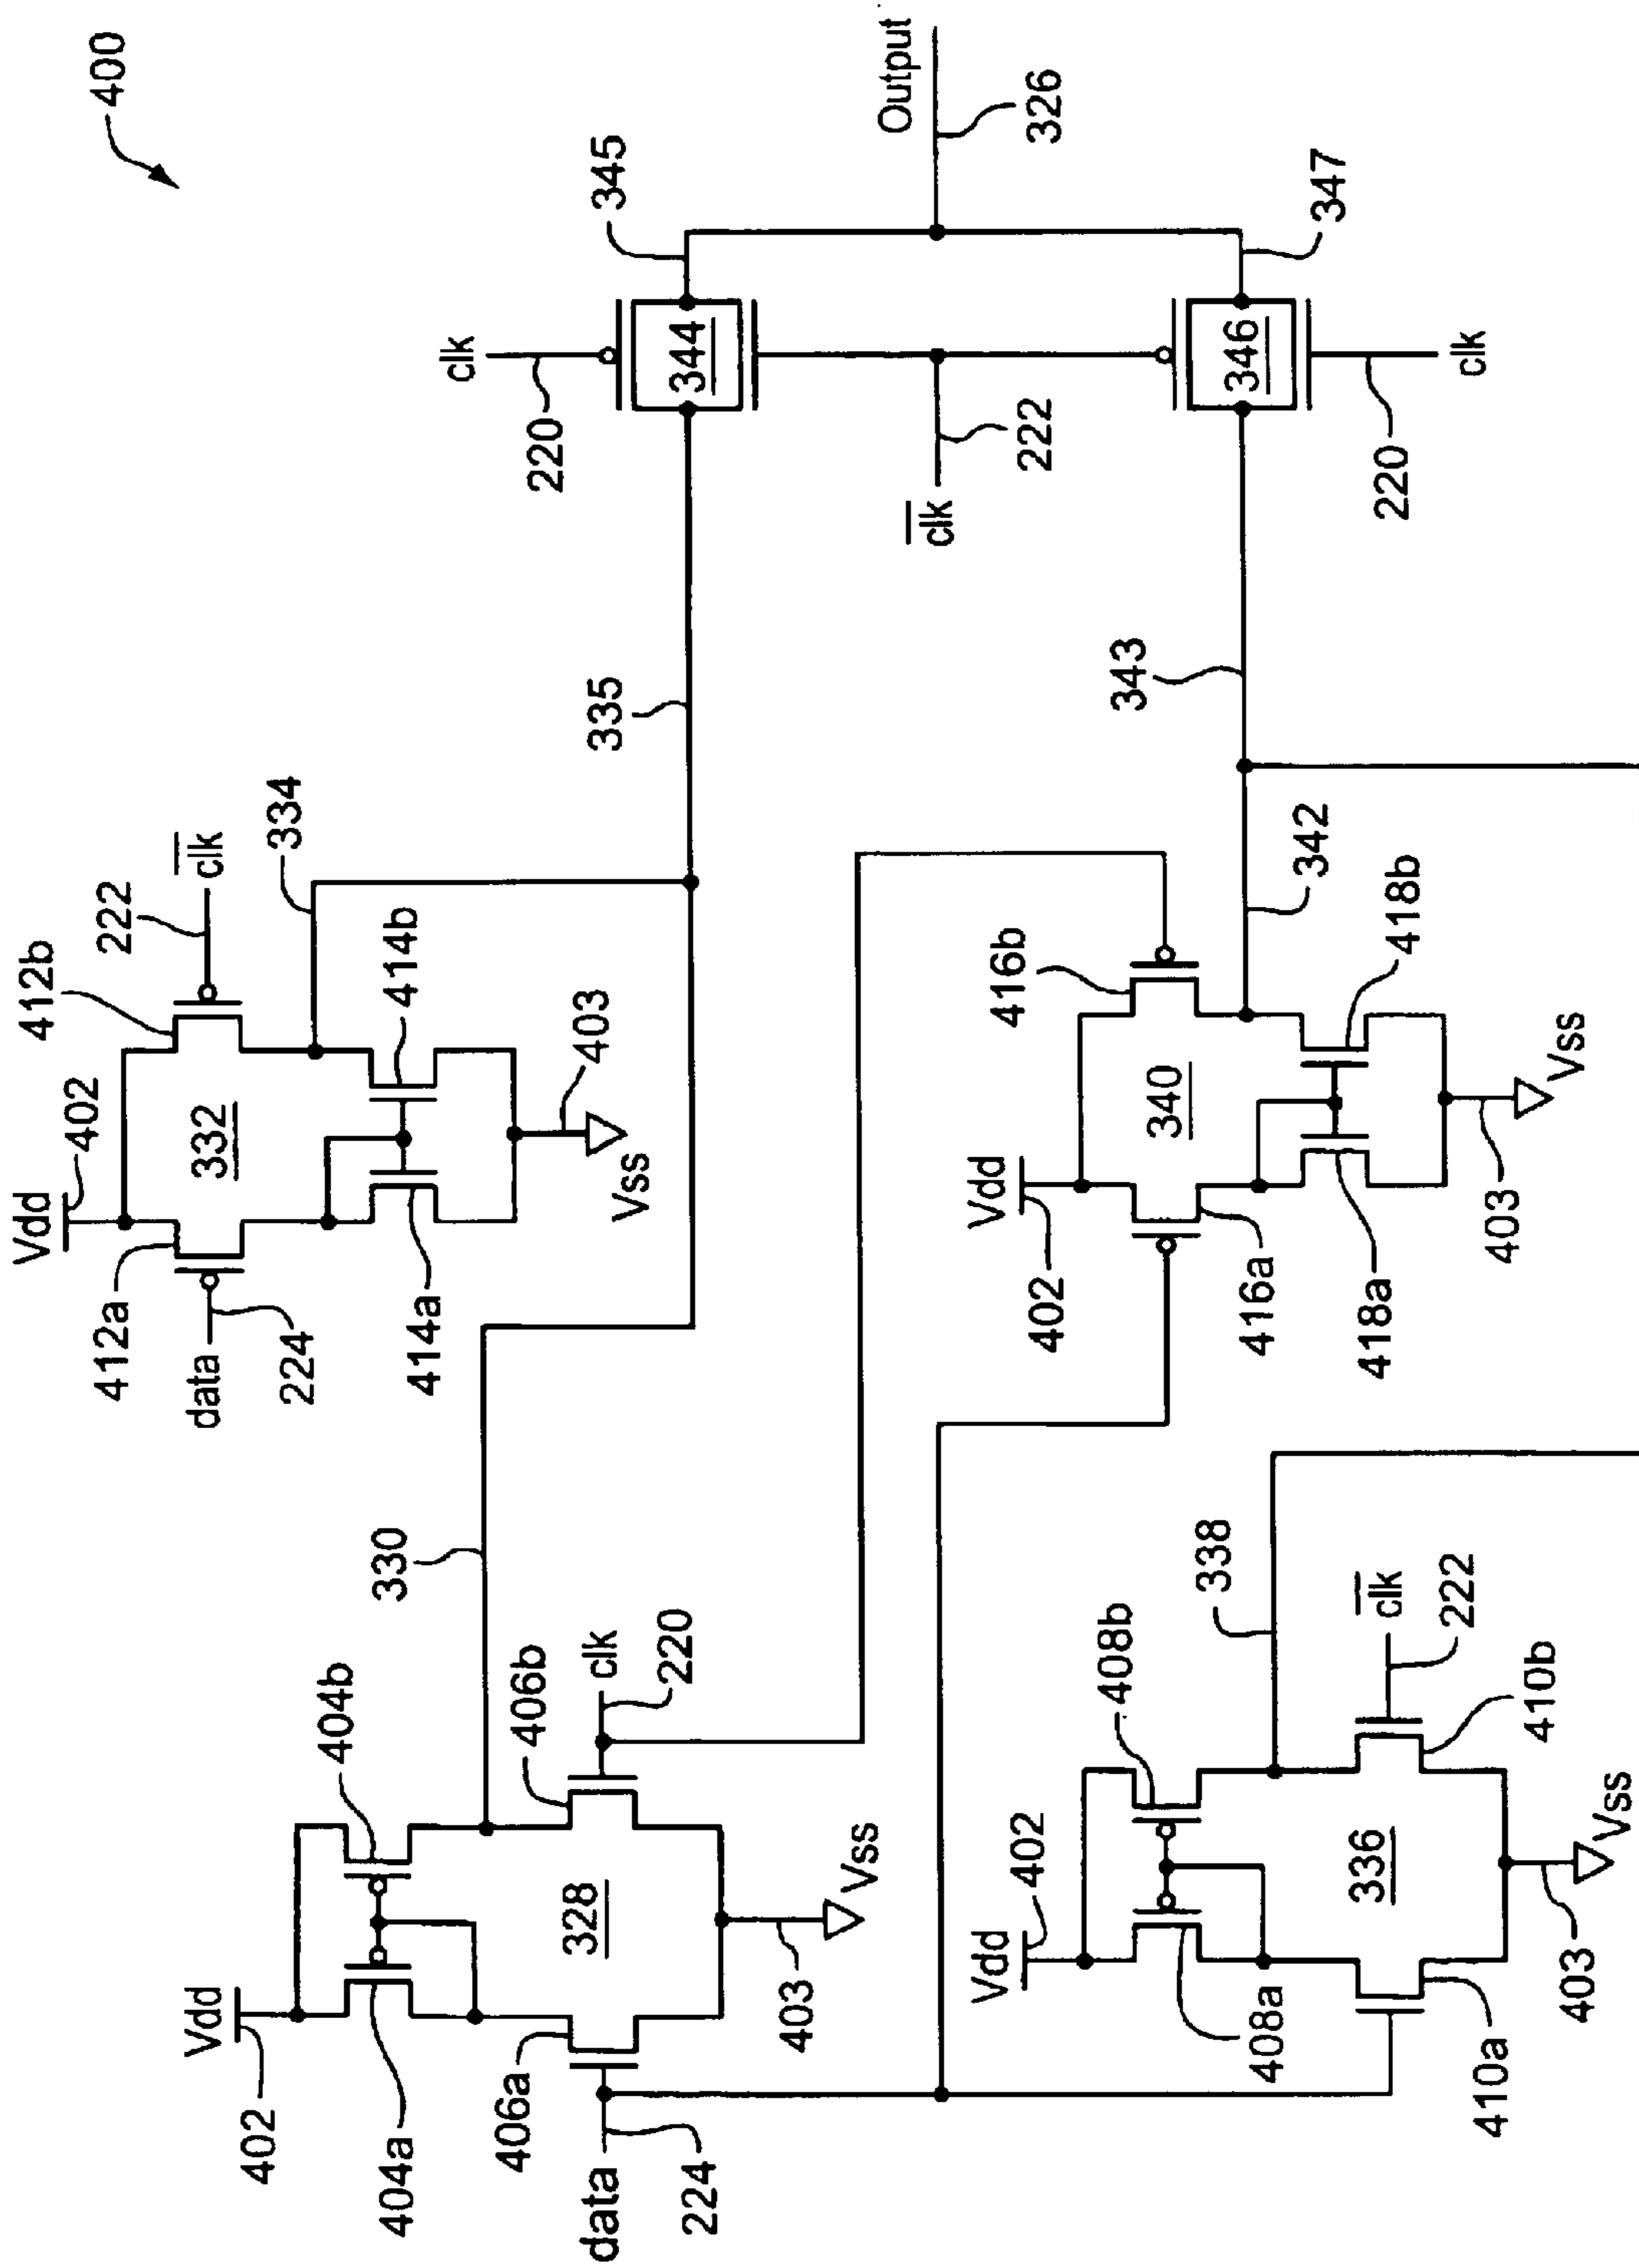 400
Vdd
402
412b
222
clk
334
412a
332
data
224
414a
414b
403
Vss
335
clk
220
345
344
Output
326
clk
222
347
346
220
clk
Vdd
402
404b
404a
330
406a
328
406b
clk
220
data
224
403
Vss
Vdd
402
416b
340
416a
418a
418b
342
343
403
Vss
Vdd
402
408b
408a
338
336
clk
222
410a
410b
403
Vss